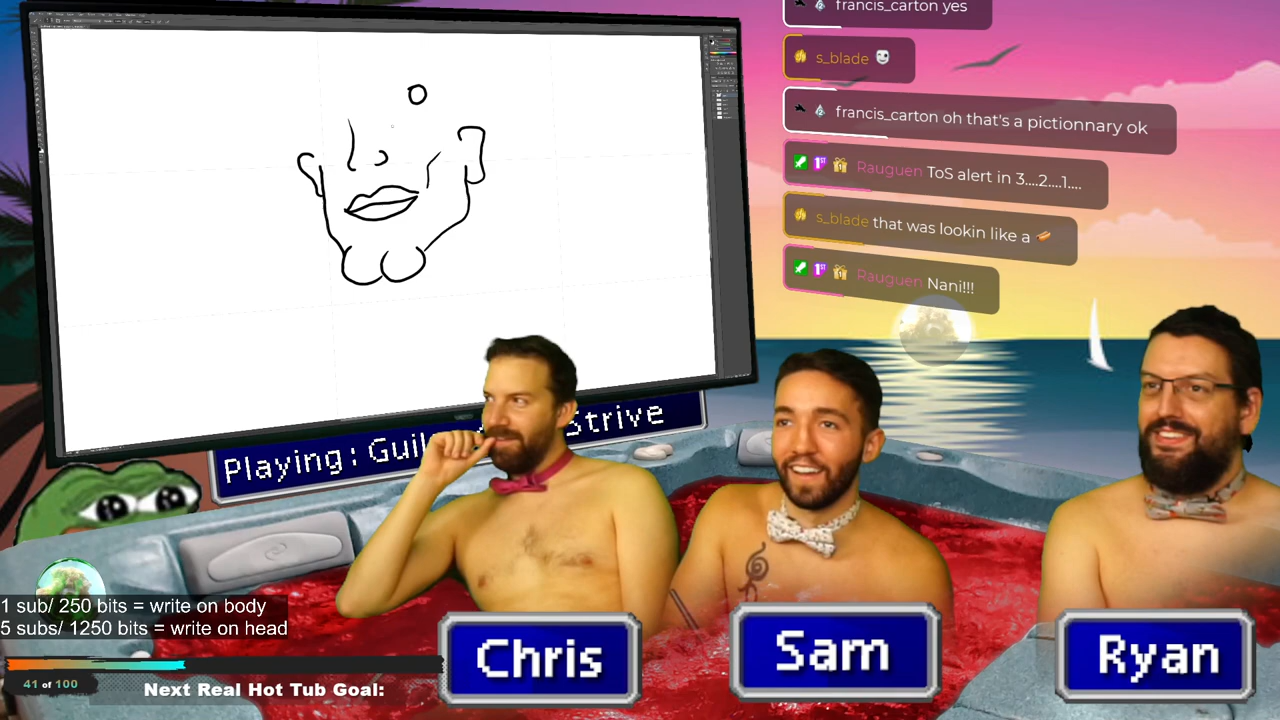 francis_carton yes
s_blade
francis_carton oh that's a pictionnary ok
Rauguen ToS alert in 3....2....1....
s_blade that was lookin like a
Rauguen Nani!!!
Playing: Guil Strive
1 sub/ 250 bits = write on body
5 subs/ 1250 bits = write on head
41 of 100
Next Real Hot Tub Goal:
Chris
Sam
Ryan